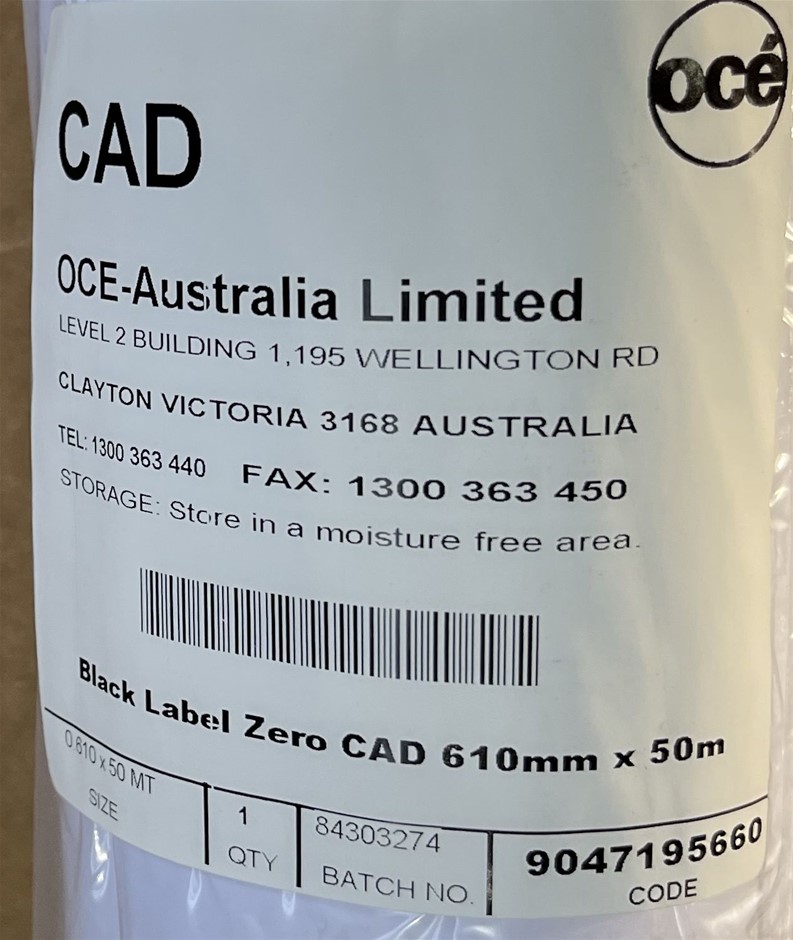 océ
CAD
OCE-Australia Limited
LEVEL 2 BUILDING 1,195 WELLINGTON RD
CLAYTON VICTORIA 3168 AUSTRALIA
TEL: 1300 363 440 FAX: 1300 363 450
STORAGE: Store in a moisture free area.
Black Label Zero CAD 610mm x 50m
0.610 x 50 MT
SIZE
1
QTY
84303274
BATCH NO.
9047195660
CODE